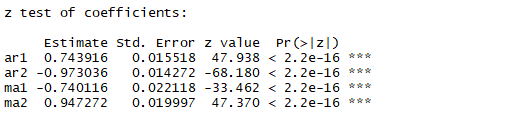 z test of coefficients:
Estimate Std. Error z value Pr(>|z|)
ar1 0.743916 0.015518 47.938 < 2.2e-16 ***
ar2 -0.973036 0.014272 -68.180 < 2.2e-16 ***
ma1 -0.740116 0.022118 -33.462 < 2.2e-16 ***
ma2 0.947272 0.019997 47.370 < 2.2e-16 ***